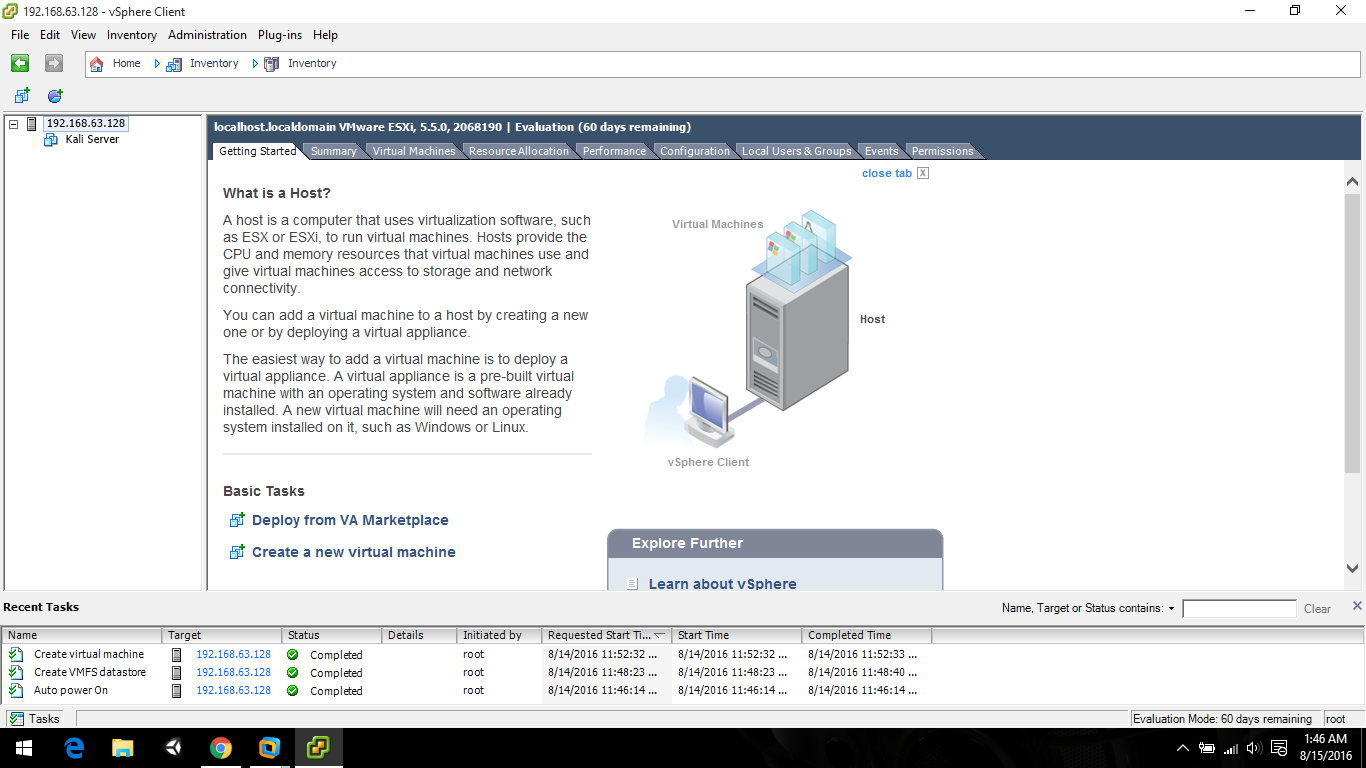 192.168.63.128 - vSphere Client
File Edit View Inventory Administration Plug-ins Help
Home Inventory Inventory
192.168.63.128
Kali Server
localhost.localdomain VMware ESXi, 5.5.0, 2068190 | Evaluation (60 days remaining)
Getting Started Summary Virtual Machines Resource Allocation Performance Configuration Local Users & Groups Events Permissions
close tab X
What is a Host?
A host is a computer that uses virtualization software, such
as ESX or ESXi, to run virtual machines. Hosts provide the
CPU and memory resources that virtual machines use and
give virtual machines access to storage and network
connectivity.
You can add a virtual machine to a host by creating a new
one or by deploying a virtual appliance.
The easiest way to add a virtual machine is to deploy a
virtual appliance. A virtual appliance is a pre-built virtual
machine with an operating system and software already
installed. A new virtual machine will need an operating
system installed on it, such as Windows or Linux.
Virtual Machines
Host
vSphere Client
Basic Tasks
Deploy from VA Marketplace
Create a new virtual machine
Explore Further
Learn about vSphere
Recent Tasks
Name, Target or Status contains: Clear
Name Target Status Details Initiated by Requested Start Ti... Start Time Completed Time
Create virtual machine 192.168.63.128 Completed root 8/14/2016 11:52:32 ... 8/14/2016 11:52:32 ... 8/14/2016 11:52:33 ...
Create VMFS datastore 192.168.63.128 Completed root 8/14/2016 11:48:23 ... 8/14/2016 11:48:23 ... 8/14/2016 11:48:40 ...
Auto power On 192.168.63.128 Completed root 8/14/2016 11:46:14 ... 8/14/2016 11:46:14 ... 8/14/2016 11:46:14 ...
Tasks
Evaluation Mode: 60 days remaining root
1:46 AM
8/15/2016